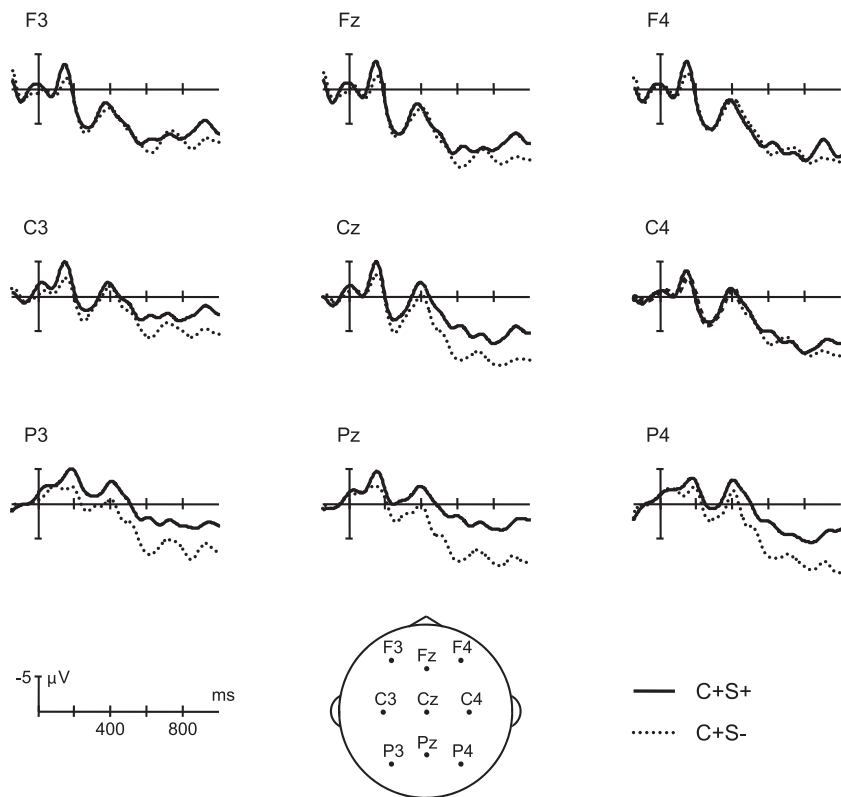 F3 Fz F4
C3 Cz C4
P3 Pz P4
-5 µV
ms
400 800
F3 Fz F4
C3 Cz C4
P3 Pz P4
C+S+
C+S-